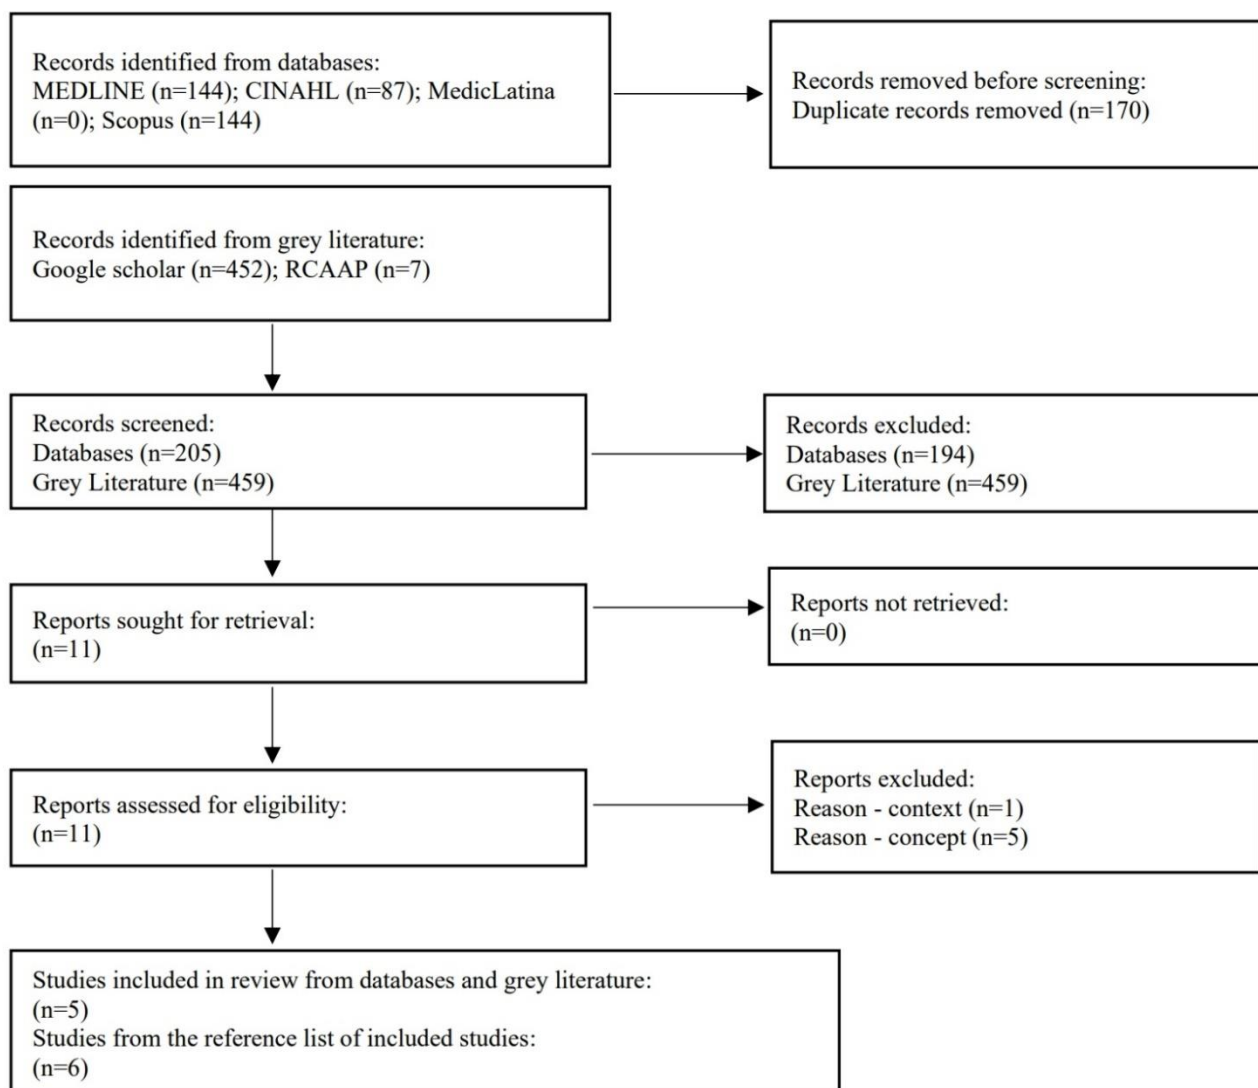 Records identified from databases:
MEDLINE (n=144); CINAHL (n=87); MedicLatina
(n=0); Scopus (n=144)
Records removed before screening:
Duplicate records removed (n=170)
Records identified from grey literature:
Google scholar (n=452); RCAAP (n=7)
Records screened:
Databases (n=205)
Grey Literature (n=459)
Records excluded:
Databases (n=194)
Grey Literature (n=459)
Reports sought for retrieval:
(n=11)
Reports not retrieved:
(n=0)
Reports assessed for eligibility:
(n=11)
Reports excluded:
Reason - context (n=1)
Reason - concept (n=5)
Studies included in review from databases and grey literature:
(n=5)
Studies from the reference list of included studies:
(n=6)